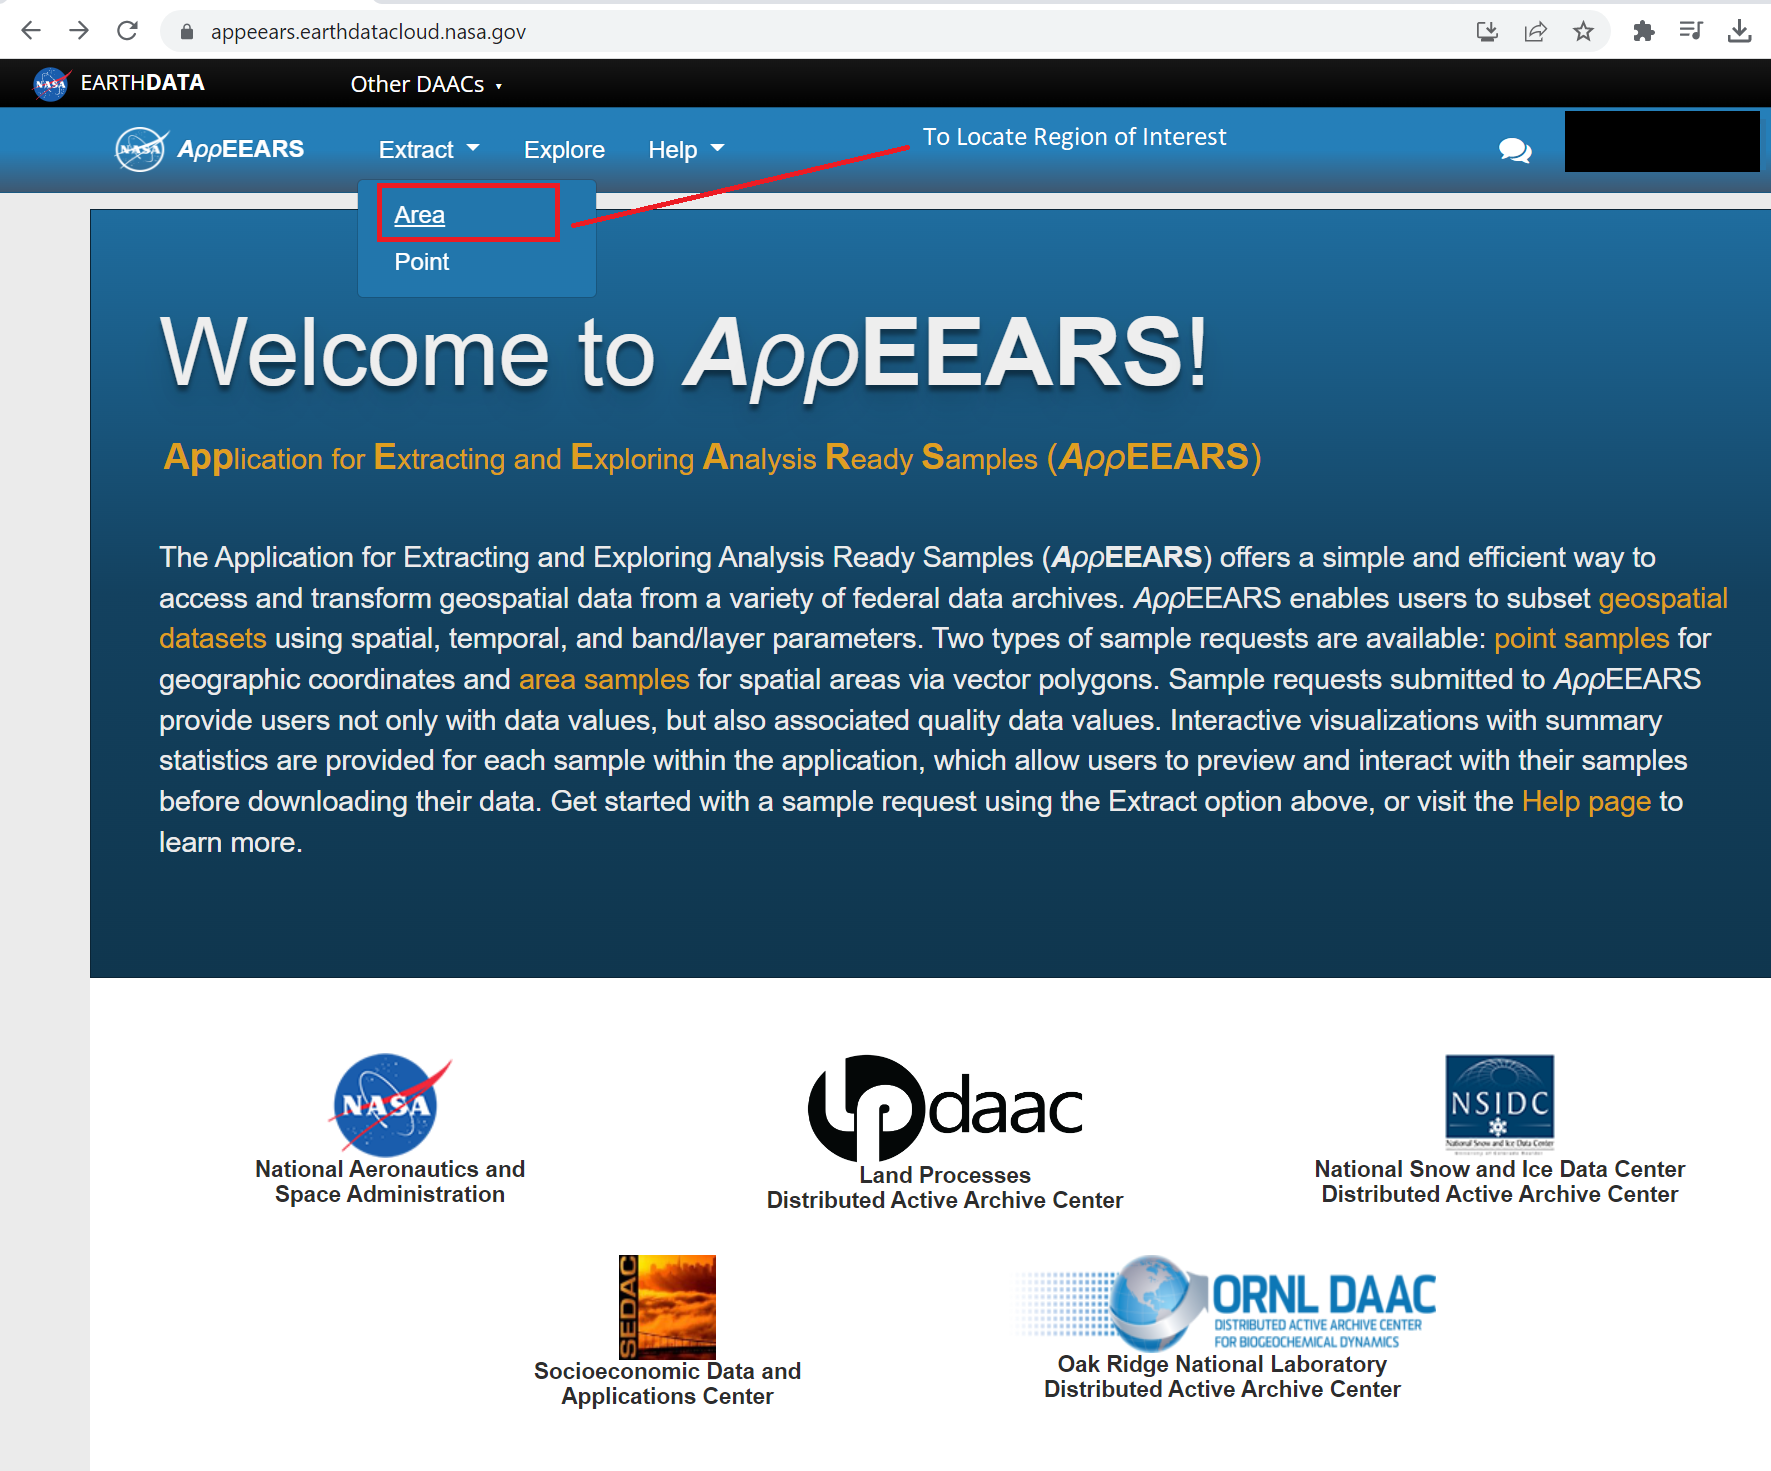 appeears.earthdatacloud.nasa.gov
NASA EARTHDATA Other DAACs
NASA AppEEARS Extract Explore Help To Locate Region of Interest
Area
Point
Welcome to AppEEARS!
Application for Extracting and Exploring Analysis Ready Samples (AppEEARS)
The Application for Extracting and Exploring Analysis Ready Samples (AppEEARS) offers a simple and efficient way to
access and transform geospatial data from a variety of federal data archives. AppEEARS enables users to subset geospatial
datasets using spatial, temporal, and band/layer parameters. Two types of sample requests are available: point samples for
geographic coordinates and area samples for spatial areas via vector polygons. Sample requests submitted to AppEEARS
provide users not only with data values, but also associated quality data values. Interactive visualizations with summary
statistics are provided for each sample within the application, which allow users to preview and interact with their samples
before downloading their data. Get started with a sample request using the Extract option above, or visit the Help page to
learn more.
NASA
National Aeronautics and
Space Administration
lpdaac
Land Processes
Distributed Active Archive Center
NSIDC
National Snow and Ice Data Center
National Snow and Ice Data Center
Distributed Active Archive Center
SEDAC
Socioeconomic Data and
Applications Center
ORNL DAAC
DISTRIBUTED ACTIVE ARCHIVE CENTER
FOR BIOGEOCHEMICAL DYNAMICS
Oak Ridge National Laboratory
Distributed Active Archive Center